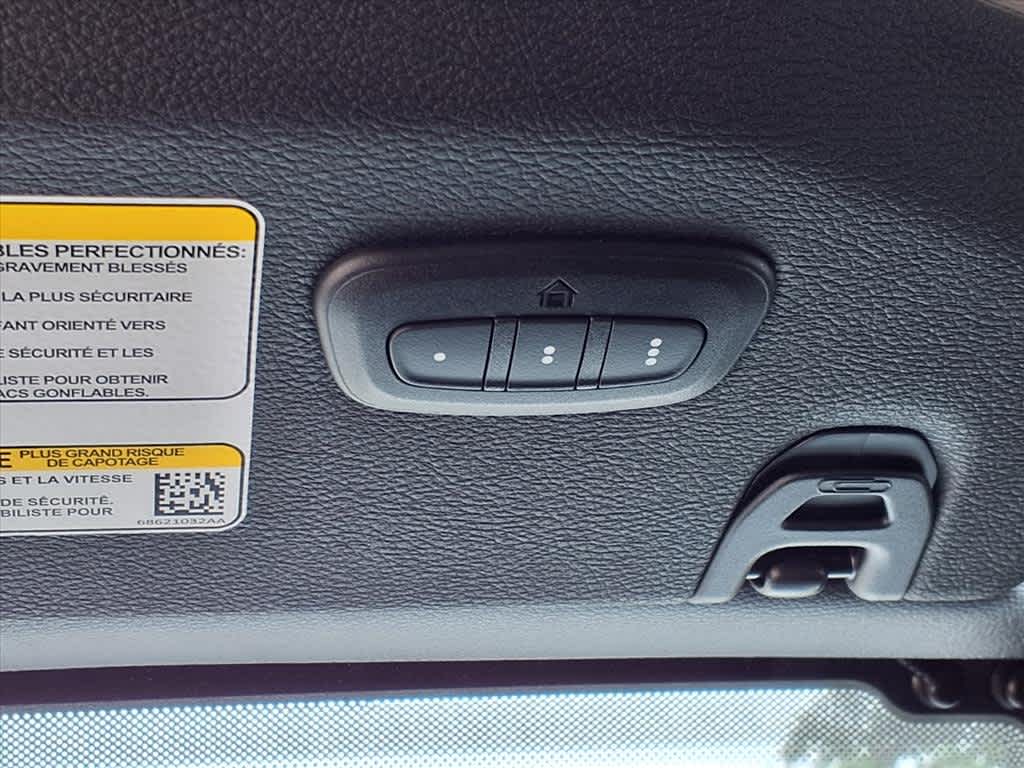 BLES PERFECTIONNÉS:
GRAVEMENT BLESSÉS
LA PLUS SÉCURITAIRE
FANT ORIENTÉ VERS
E SÉCURITÉ ET LES
LISTE POUR OBTENIR
ACS GONFLABLES.
E PLUS GRAND RISQUE
DE CAPOTAGE
S ET LA VITESSE
DE SÉCURITÉ.
BILISTE POUR
68621032AA